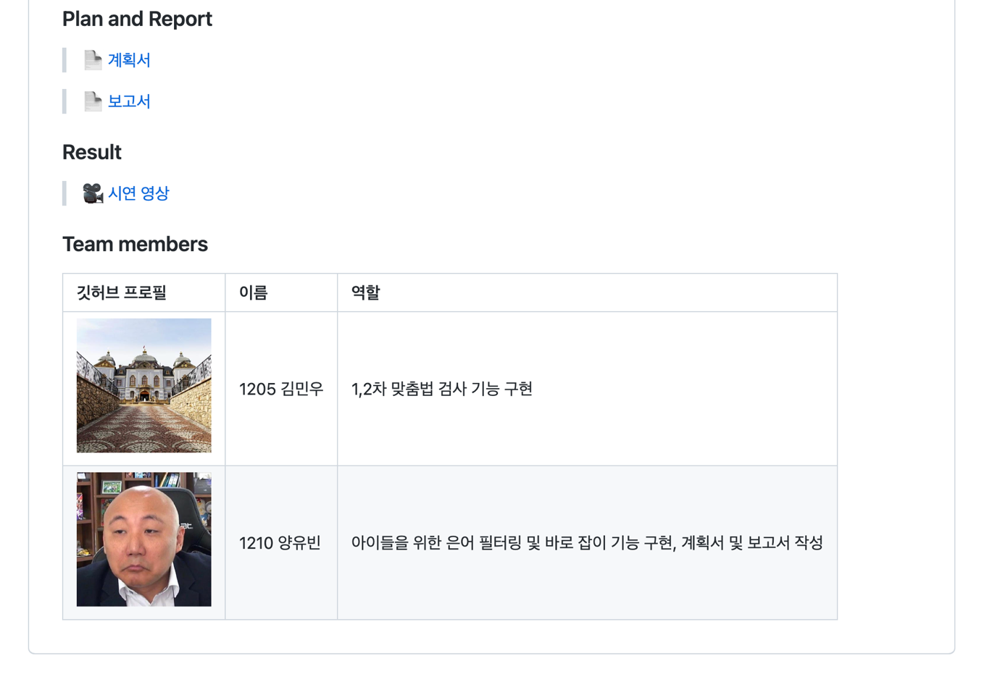 Plan and Report
계획서
보고서
Result
시연 영상
Team members
깃허브 프로필 이름 역할
1205 김민우 1,2차 맞춤법 검사 기능 구현
at.
1210 양유빈 아이들을 위한 은어 필터링 및 바로 잡이 기능 구현, 계획서 및 보고서 작성